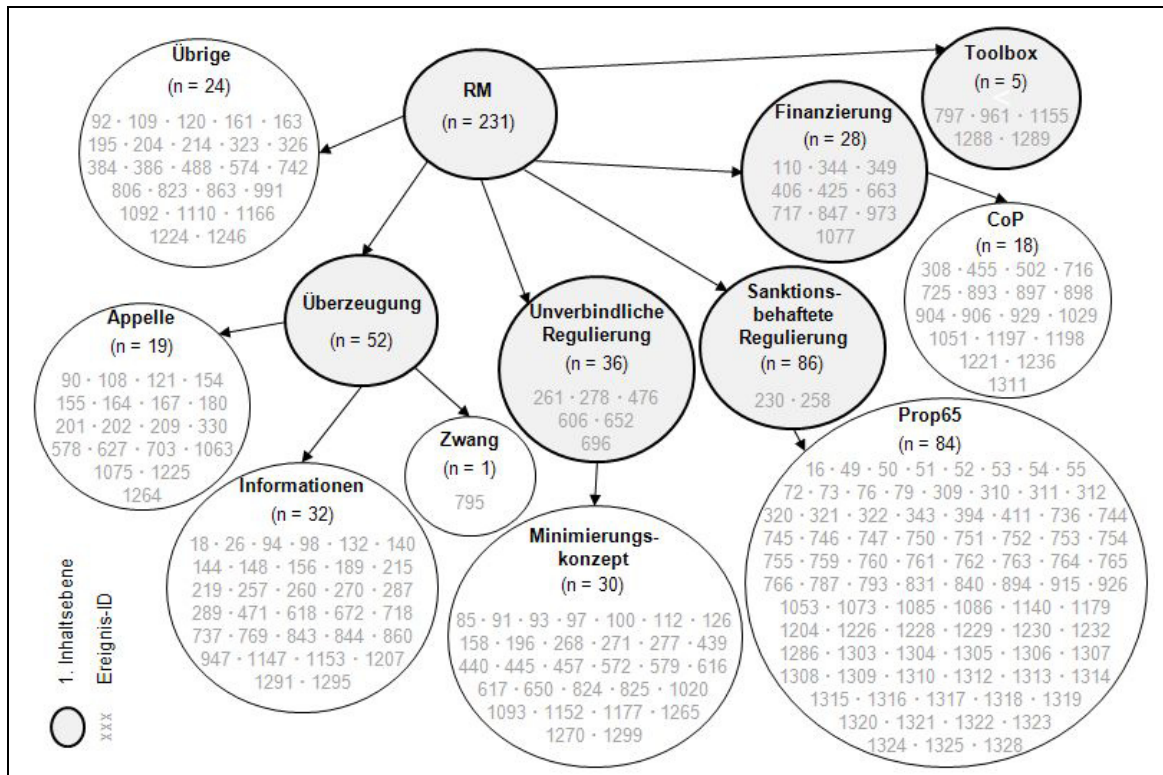 Übrige
(n = 24)
92 · 109 · 120 · 161 · 163
195 · 204 · 214 · 323 · 326
384 · 386 · 488 · 574 · 742
806 · 823 · 863 · 991
1092 · 1110 · 1166
1224 · 1246
RM
(n = 231)
Toolbox
(n = 5)
797 · 961 · 1155
1288 · 1289
Finanzierung
(n = 28)
110 · 344 · 349
406 · 425 · 663
717 · 847 · 973
1077
CoP
(n = 18)
308 · 455 · 502 · 716
725 · 893 · 897 · 898
904 · 906 · 929 · 1029
1051 · 1197 · 1198
1221 · 1236
1311
Überzeugung
(n = 52)
Appelle
(n = 19)
90 · 108 · 121 · 154
155 · 164 · 167 · 180
201 · 202 · 209 · 330
578 · 627 · 703 · 1063
1075 · 1225
1264
Unverbindliche
Regulierung
(n = 36)
261 · 278 · 476
606 · 652
696
Sanktions-
behaftete
Regulierung
(n = 86)
230 · 258
Zwang
(n = 1)
795
Informationen
(n = 32)
18 · 26 · 94 · 98 · 132 · 140
144 · 148 · 156 · 189 · 215
219 · 257 · 260 · 270 · 287
289 · 471 · 618 · 672 · 718
737 · 769 · 843 · 844 · 860
947 · 1147 · 1153 · 1207
1291 · 1295
Minimierungs-
konzept
(n = 30)
85 · 91 · 93 · 97 · 100 · 112 · 126
158 · 196 · 268 · 271 · 277 · 439
440 · 445 · 457 · 572 · 579 · 616
617 · 650 · 824 · 825 · 1020
1093 · 1152 · 1177 · 1265
1270 · 1299
Prop65
(n = 84)
16 · 49 · 50 · 51 · 52 · 53 · 54 · 55
72 · 73 · 76 · 79 · 309 · 310 · 311 · 312
320 · 321 · 322 · 343 · 394 · 411 · 736 · 744
745 · 746 · 747 · 750 · 751 · 752 · 753 · 754
755 · 759 · 760 · 761 · 762 · 763 · 764 · 765
766 · 787 · 793 · 831 · 840 · 894 · 915 · 926
1053 · 1073 · 1085 · 1086 · 1140 · 1179
1204 · 1226 · 1228 · 1229 · 1230 · 1232
1286 · 1303 · 1304 · 1305 · 1306 · 1307
1308 · 1309 · 1310 · 1312 · 1313 · 1314
1315 · 1316 · 1317 · 1318 · 1319
1320 · 1321 · 1322 · 1323
1324 · 1325 · 1328
1. Inhaltsebene
xxx Ereignis-ID